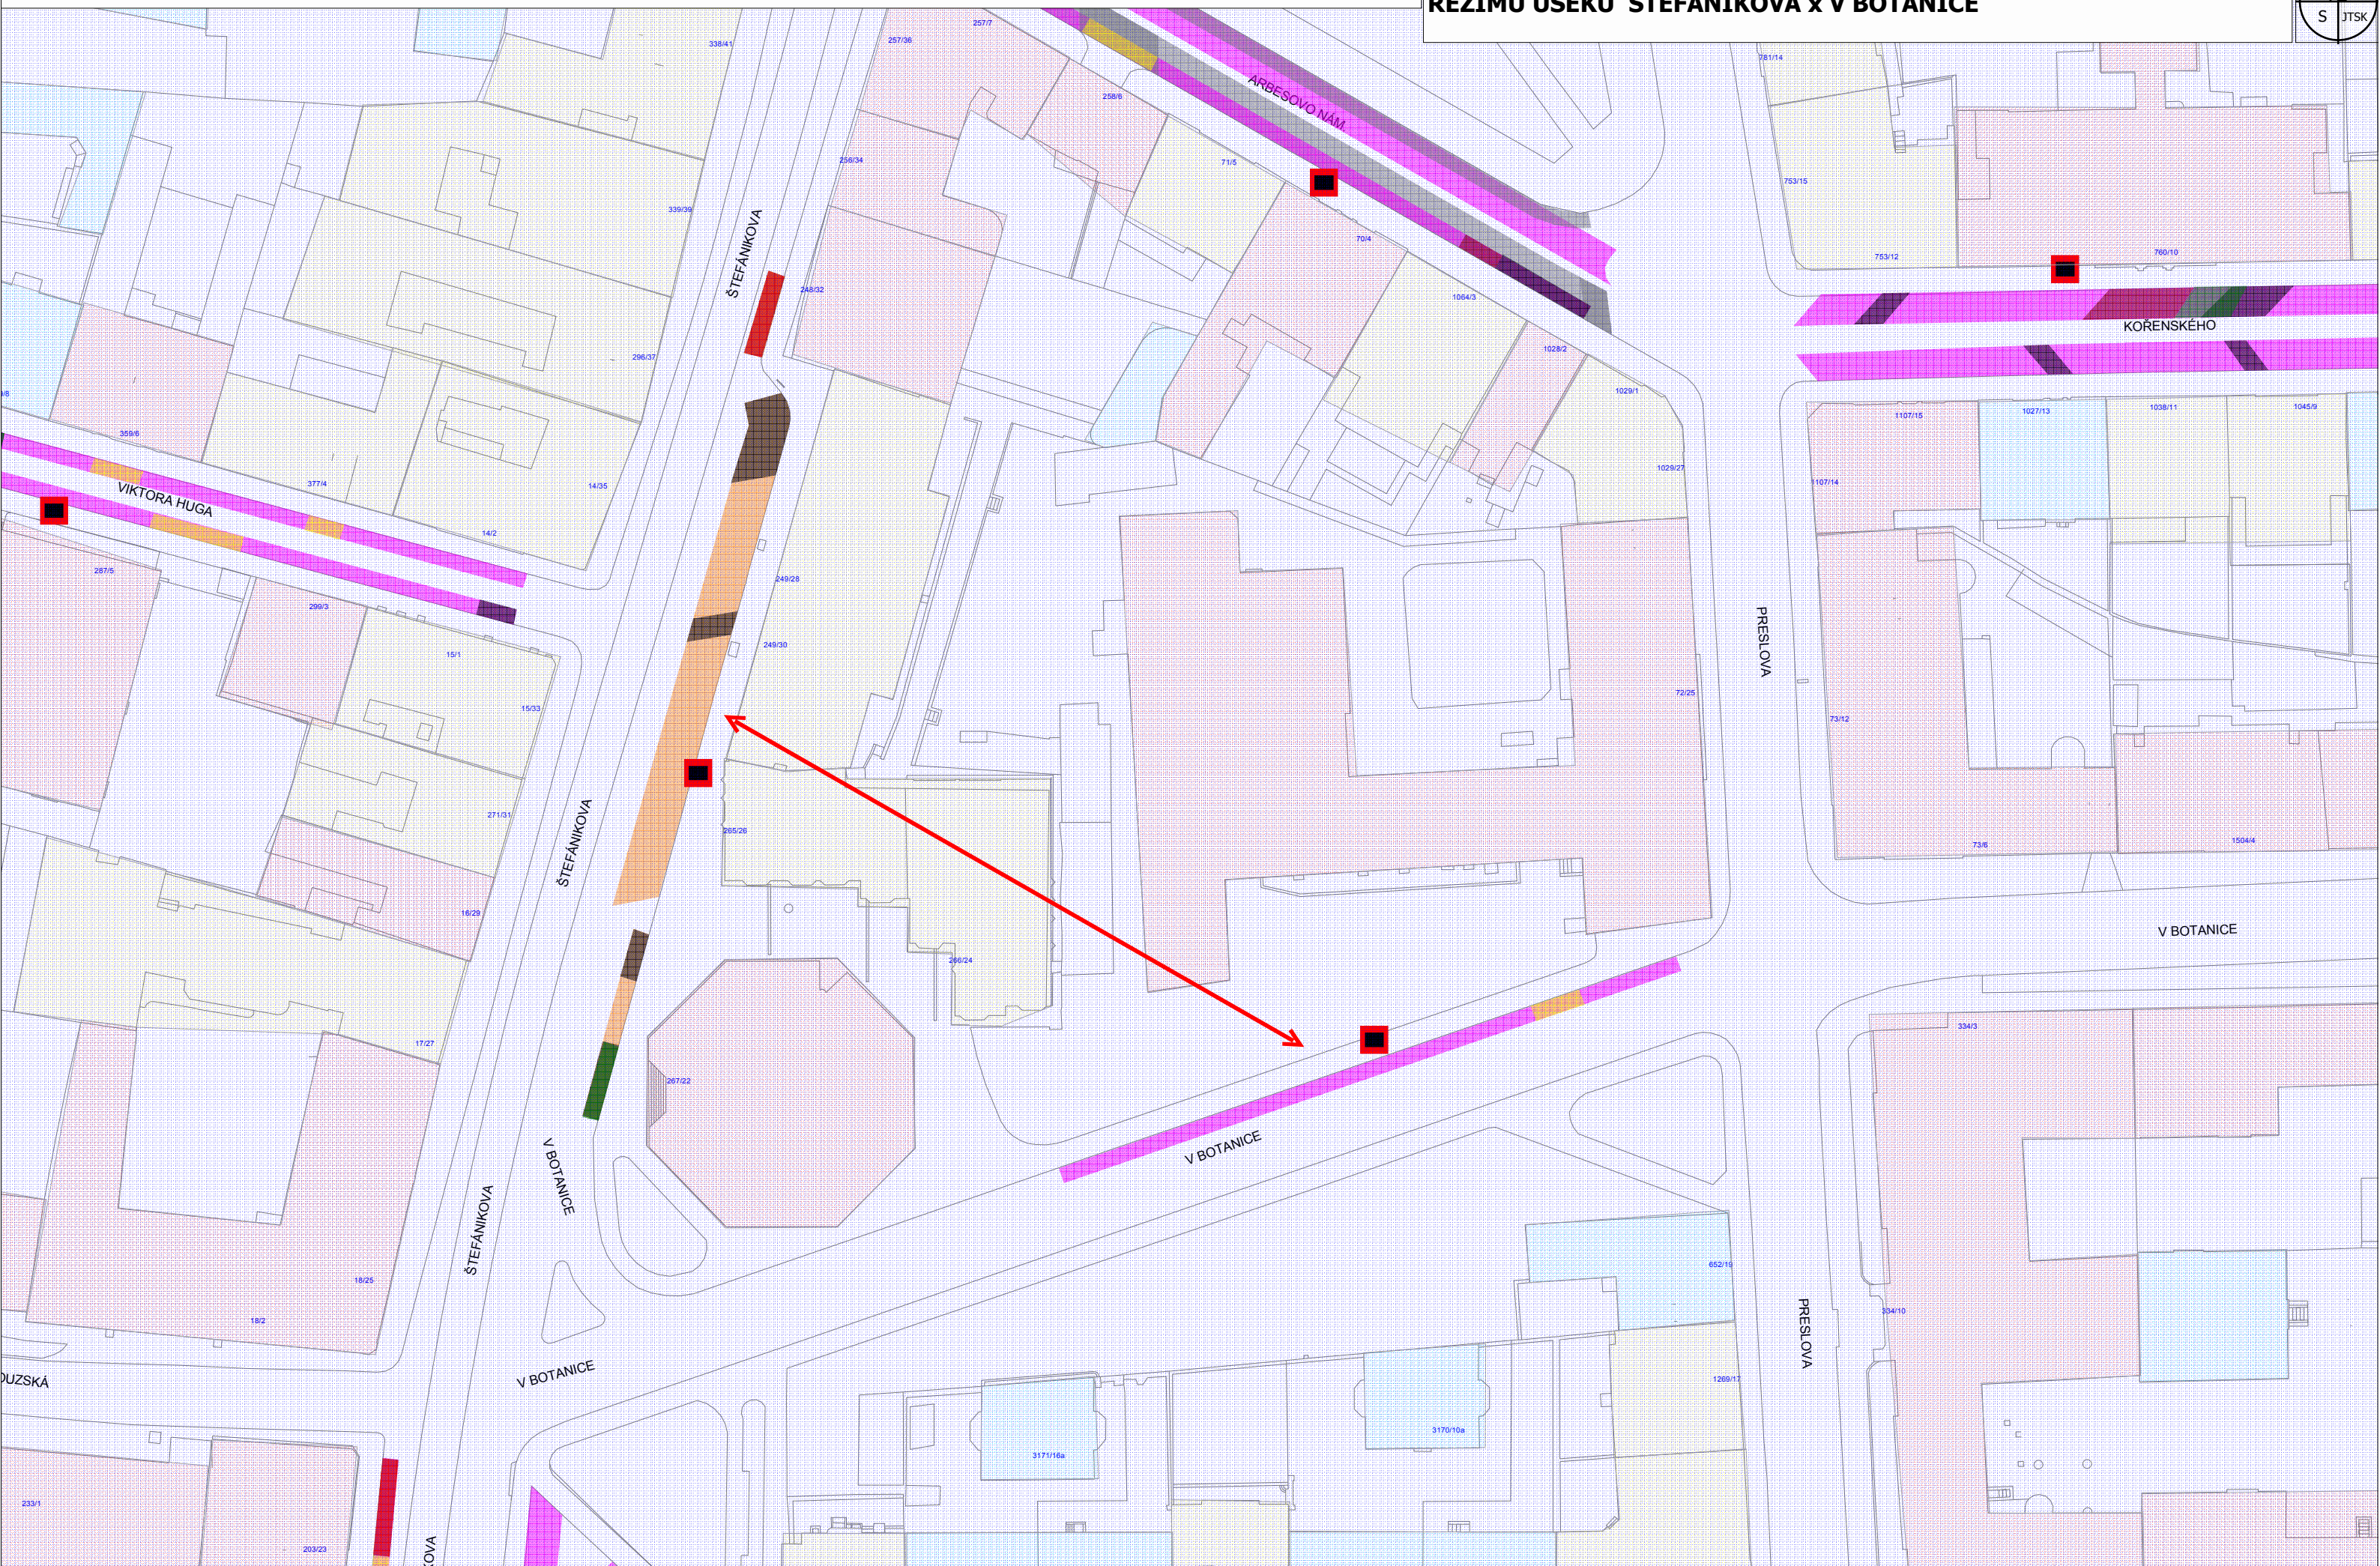 REŽIMU ÚSEKU ŠTEFÁNIKOVA x V BOTANICE
S JTSK
257/7
257/36
338/41
258/6
ARBESOVO NÁM.
781/14
256/34
71/5
753/15
339/39
ŠTEFÁNIKOVA
70/4
753/12
760/10
248/32
1064/3
KOŘENSKÉHO
296/37
1028/2
1029/1
359/6
1107/15
1027/13
1038/11
1045/9
1029/27
1107/14
377/4
14/35
VIKTORA HUGA
14/2
287/5
249/28
299/3
15/1
249/30
PRESLOVA
15/33
72/25
73/12
271/31
265/26
ŠTEFÁNIKOVA
73/6
1504/4
16/29
V BOTANICE
266/24
17/27
334/3
267/22
V BOTANICE
V BOTANICE
ŠTEFÁNIKOVA
18/25
18/2
652/19
334/10
PRESLOVA
OUZSKÁ
V BOTANICE
1269/17
3170/10a
3171/16a
233/1
203/23
KOVA